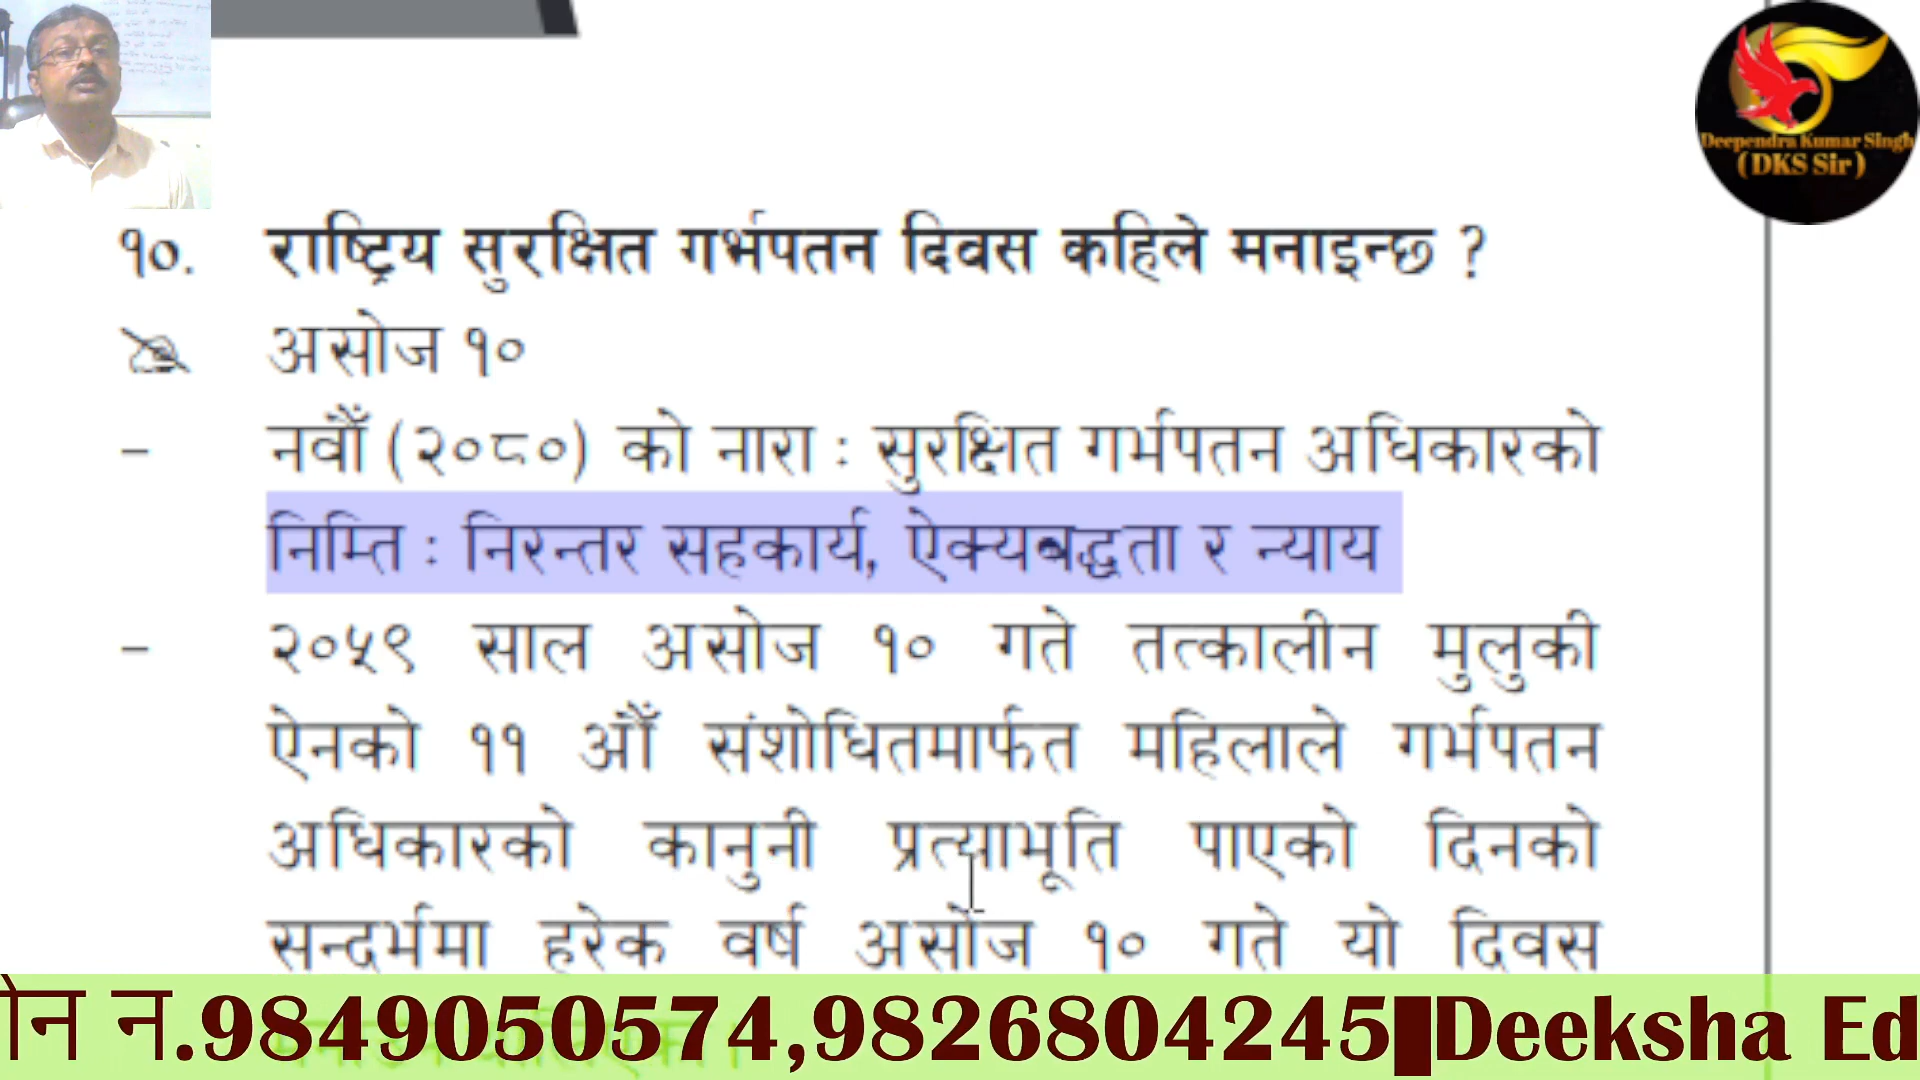 Deependra Kumar Singh
(DKS Sir)
१०. राष्ट्रिय सुरक्षित गर्भपतन दिवस कहिले मनाइन्छ ?
असोज १०
- नवौँ (२०८०) को नारा : सुरक्षित गर्भपतन अधिकारको
निम्ति : निरन्तर सहकार्य, ऐक्यबद्धता र न्याय
- २०५९ साल असोज १० गते तत्कालीन मुलुकी
ऐनको ११ औँ संशोधितमार्फत महिलाले गर्भपतन
अधिकारको कानुनी प्रत्याभूति पाएको दिनको
सन्दर्भमा हरेक वर्ष असोज १० गते यो दिवस
ोन न.9849050574,9826804245 Deeksha Ed